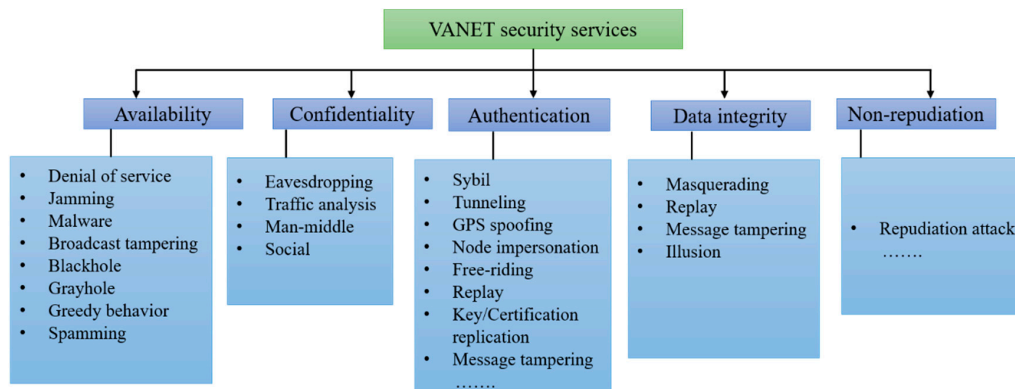 VANET security services
Availability
Confidentiality
Authentication
Data integrity
Non-repudiation
• Denial of service
• Jamming
• Malware
• Broadcast tampering
• Blackhole
• Grayhole
• Greedy behavior
• Spamming
• Eavesdropping
• Traffic analysis
• Man-middle
• Social
• Sybil
• Tunneling
• GPS spoofing
• Node impersonation
• Free-riding
• Replay
• Key/Certification
replication
• Message tampering
…….
• Masquerading
• Replay
• Message tampering
• Illusion
• Repudiation attack
…….